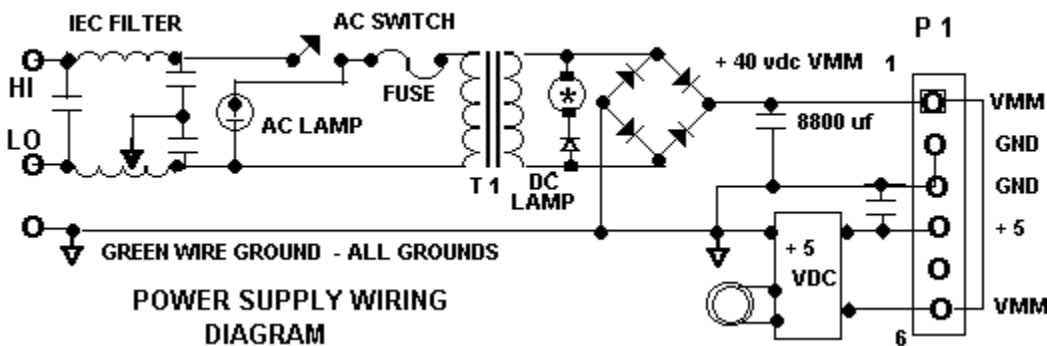 IEC FILTER
AC SWITCH
P 1
HI
+ 40 vdc VMM
1
FUSE
VMM
*
AC LAMP
8800 uf
GND
LO
T 1
DC
LAMP
GND
+ 5
+ 5
VDC
GREEN WIRE GROUND - ALL GROUNDS
POWER SUPPLY WIRING
DIAGRAM
VMM
6